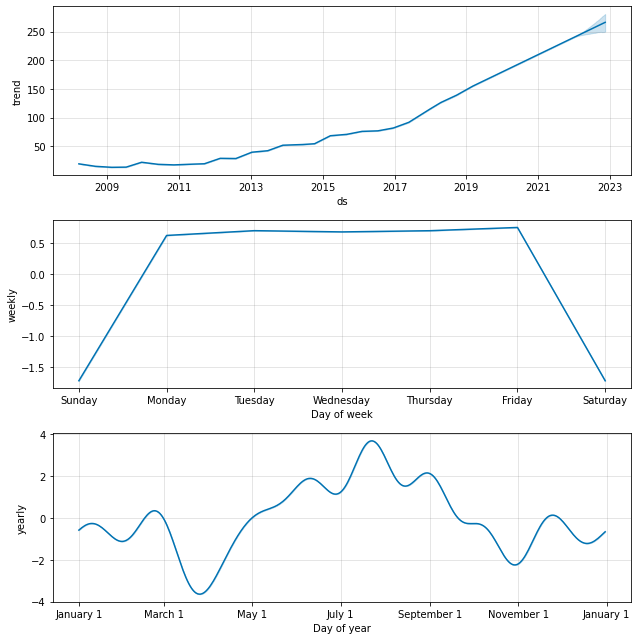 250
200
150
100
50
trend
2009 2011 2013 2015 2017 2019 2021 2023
ds
0.5
0.0
−0.5
−1.0
−1.5
weekly
Sunday Monday Tuesday Wednesday Thursday Friday Saturday
Day of week
4
2
0
−2
−4
yearly
January 1 March 1 May 1 July 1 September 1 November 1 January 1
Day of year